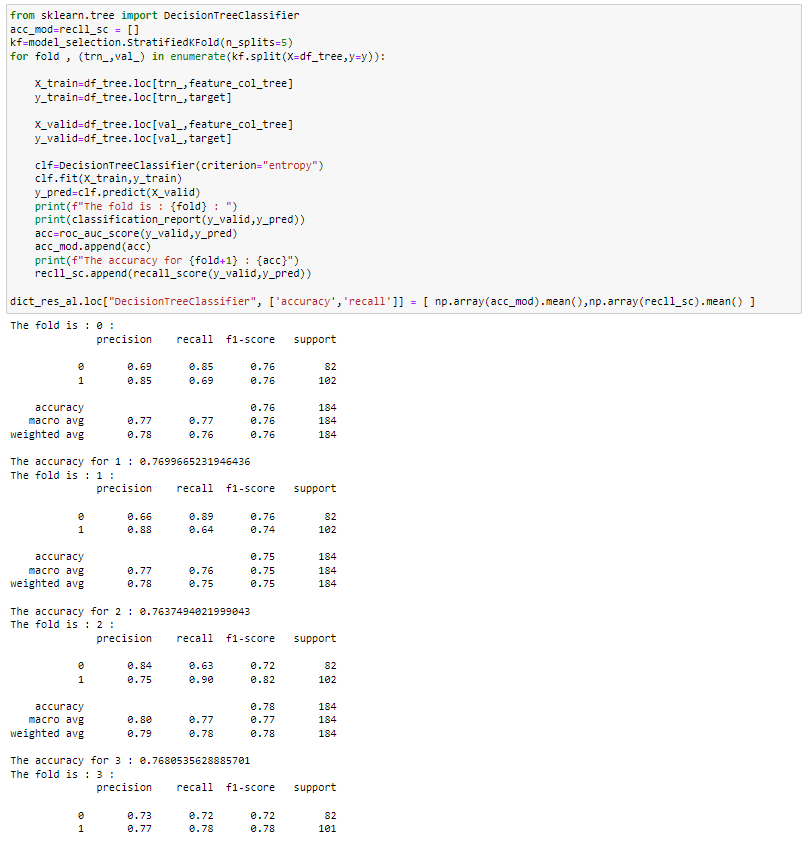 from sklearn.tree import DecisionTreeClassifier
acc_mod=recll_sc = []
kf=model_selection.StratifiedKFold(n_splits=5)
for fold , (trn_,val_) in enumerate(kf.split(X=df_tree,y=y)):
X_train=df_tree.loc[trn_,feature_col_tree]
y_train=df_tree.loc[trn_,target]
X_valid=df_tree.loc[val_,feature_col_tree]
y_valid=df_tree.loc[val_,target]
clf=DecisionTreeClassifier(criterion="entropy")
clf.fit(X_train,y_train)
y_pred=clf.predict(X_valid)
print(f"The fold is : {fold} : ")
print(classification_report(y_valid,y_pred))
acc=roc_auc_score(y_valid,y_pred)
acc_mod.append(acc)
print(f"The accuracy for {fold+1} : {acc}")
recll_sc.append(recall_score(y_valid,y_pred))
dict_res_al.loc["DecisionTreeClassifier", ['accuracy','recall']] = [ np.array(acc_mod).mean(),np.array(recll_sc).mean() ]
The fold is : 0 :
precision recall f1-score support
0 0.69 0.85 0.76 82
1 0.85 0.69 0.76 102
accuracy 0.76 184
macro avg 0.77 0.77 0.76 184
weighted avg 0.78 0.76 0.76 184
The accuracy for 1 : 0.7699665231946436
The fold is : 1 :
precision recall f1-score support
0 0.66 0.89 0.76 82
1 0.88 0.64 0.74 102
accuracy 0.75 184
macro avg 0.77 0.76 0.75 184
weighted avg 0.78 0.75 0.75 184
The accuracy for 2 : 0.7637494021999043
The fold is : 2 :
precision recall f1-score support
0 0.84 0.63 0.72 82
1 0.75 0.90 0.82 102
accuracy 0.78 184
macro avg 0.80 0.77 0.77 184
weighted avg 0.79 0.78 0.78 184
The accuracy for 3 : 0.7680535628885701
The fold is : 3 :
precision recall f1-score support
0 0.73 0.72 0.72 82
1 0.77 0.78 0.78 101